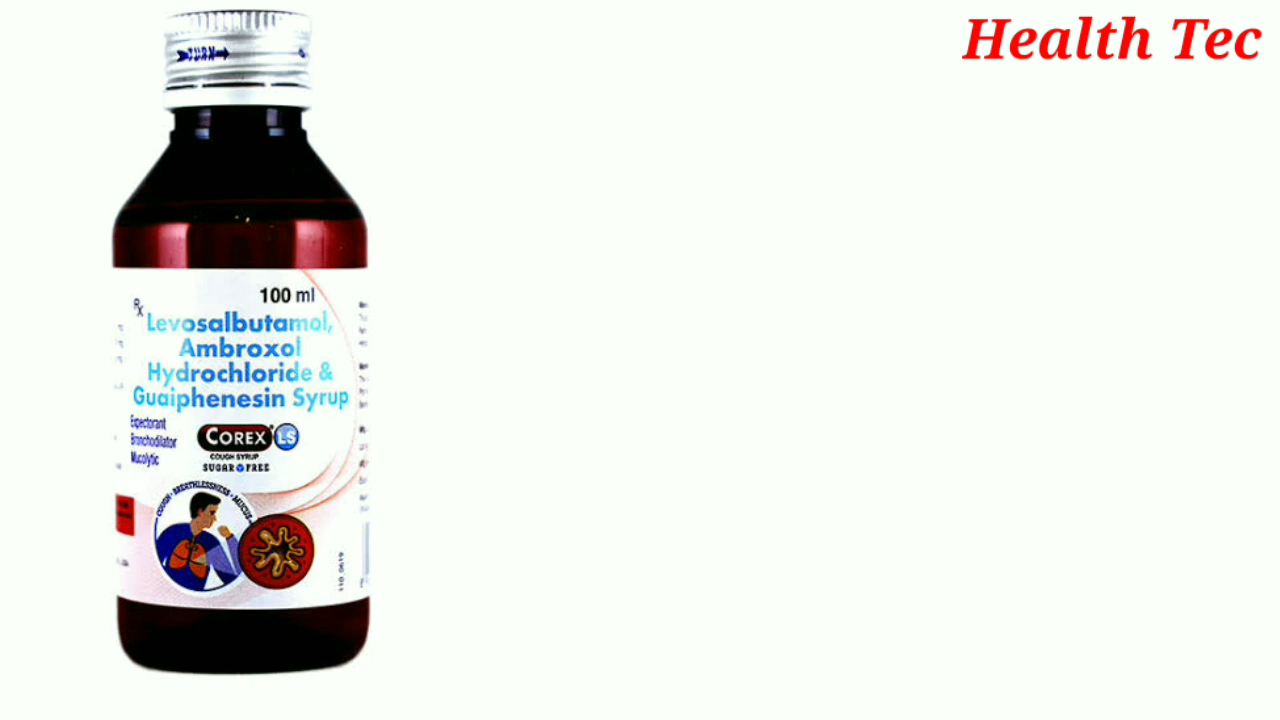 Health Tec
TURN
100 ml
Rx
Levosalbutamol,
Ambroxol
Hydrochloride &
Guaiphenesin Syrup
Expectorant
Bronchodilator
Mucolytic
COREX® LS
COUGH SYRUP
SUGAR FREE
COUGH • BREATHLESSNESS • MUCUS